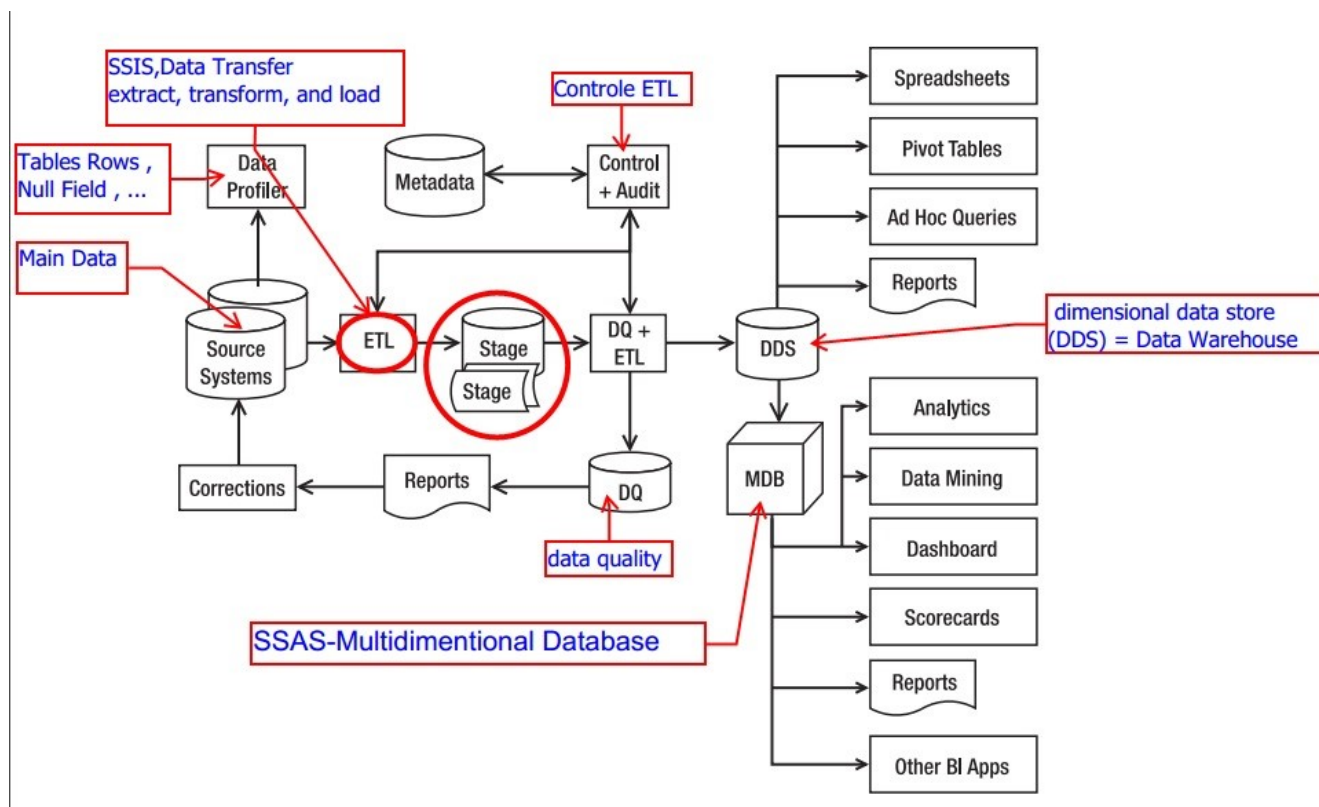 SSIS,Data Transfer
extract, transform, and load
Controle ETL
Spreadsheets
Tables Rows ,
Null Field , ...
Data
Profiler
Metadata
Control
+ Audit
Pivot Tables
Ad Hoc Queries
Main Data
Reports
Source
Systems
ETL
Stage
Stage
DQ +
ETL
DDS
dimensional data store
(DDS) = Data Warehouse
Analytics
Corrections
Reports
DQ
MDB
Data Mining
data quality
Dashboard
SSAS-Multidimentional Database
Scorecards
Reports
Other BI Apps